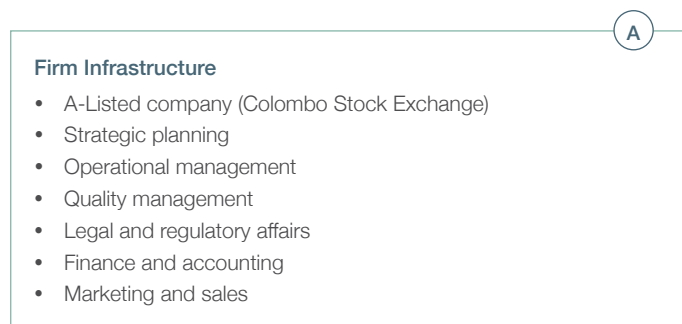 A
Firm Infrastructure
• A-Listed company (Colombo Stock Exchange)
• Strategic planning
• Operational management
• Quality management
• Legal and regulatory affairs
• Finance and accounting
• Marketing and sales